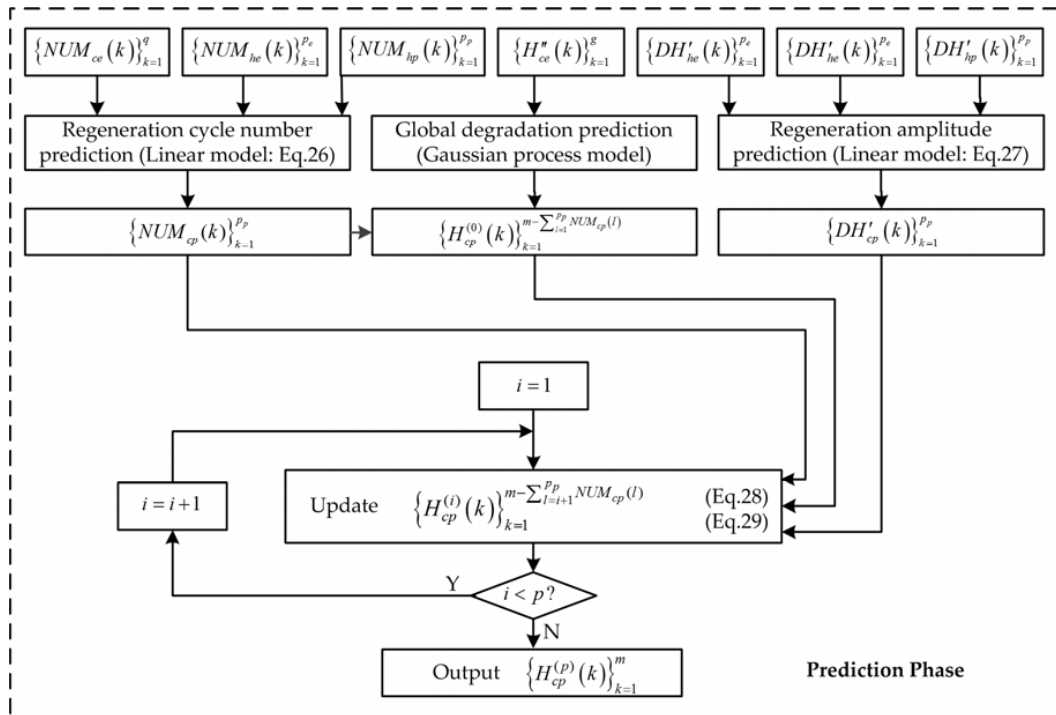 {NUM_ce(k)}_{k=1}^{q}
{NUM_he(k)}_{k=1}^{p_e}
{NUM_hp(k)}_{k=1}^{p_p}
{H''_ce(k)}_{k=1}^{g}
{DH'_he(k)}_{k=1}^{p_e}
{DH'_he(k)}_{k=1}^{p_e}
{DH'_hp(k)}_{k=1}^{p_p}
Regeneration cycle number
prediction (Linear model: Eq.26)
Global degradation prediction
(Gaussian process model)
Regeneration amplitude
prediction (Linear model: Eq.27)
{NUM_cp(k)}_{k-1}^{p_p}
{H_cp^{(0)}(k)}_{k=1}^{m-∑_{l=1}^{p_p} NUM_cp(l)}
{DH'_cp(k)}_{k=1}^{p_p}
i = 1
i = i+1
Update {H_cp^{(i)}(k)}_{k=1}^{m-∑_{l=i+1}^{p_p} NUM_cp(l)} (Eq.28)
(Eq.29)
Y
i < p?
N
Output {H_cp^{(p)}(k)}_{k=1}^{m}
Prediction Phase